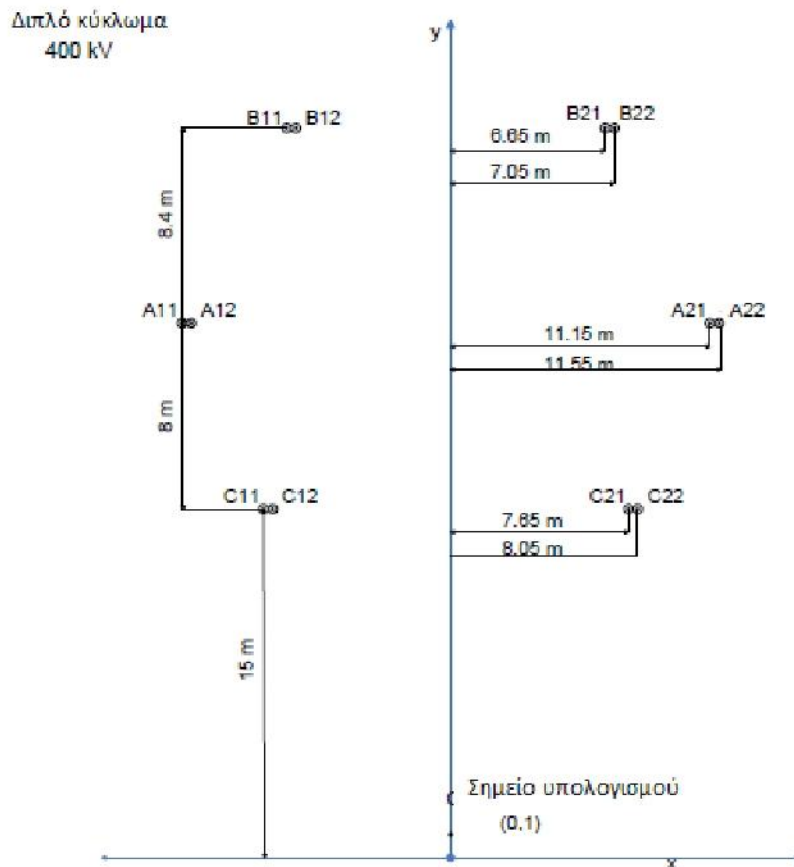 Διπλό κύκλωμα
400 kV
y
B11 B12
B21 B22
6.65 m
7.05 m
8.4 m
A11 A12
A21 A22
11.15 m
11.55 m
8 m
C11 C12
C21 C22
7.65 m
8.05 m
15 m
Σημείο υπολογισμού
(0,1)
x